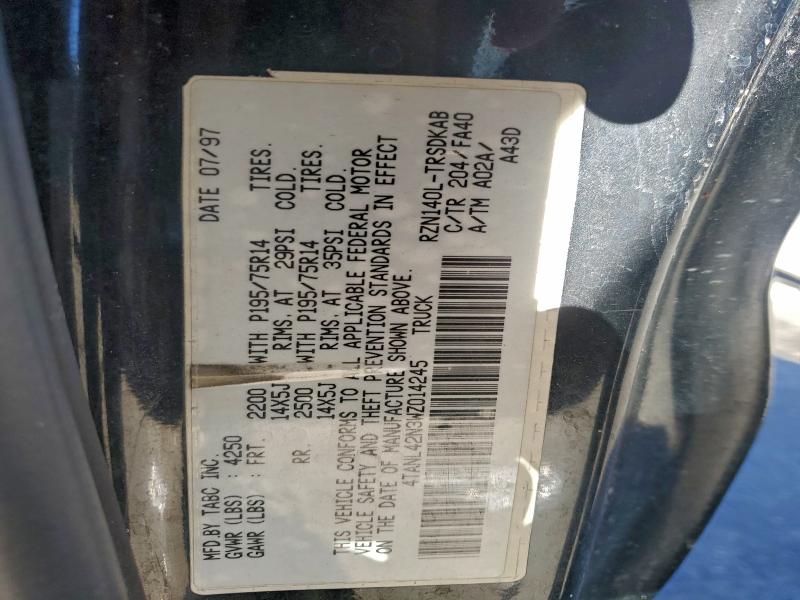 MFD.BY TABC INC. DATE 07/97
GVWR (LBS) : 4250
GAWR (LBS) : FRT. 2200 WITH P195/75R14 TIRES.
14X5J RIMS. AT 29PSI COLD.
RR. 2500 WITH P195/75R14 TIRES.
14X5J RIMS. AT 35PSI COLD.
THIS VEHICLE CONFORMS TO ALL APPLICABLE FEDERAL MOTOR
VEHICLE SAFETY AND THEFT PREVENTION STANDARDS IN EFFECT
ON THE DATE OF MANUFACTURE SHOWN ABOVE.
4TANL42N3WZ014245 TRUCK
RZN140L-TRSDKAB
C/TR 204/FA40
A/TM A02A/
A43D